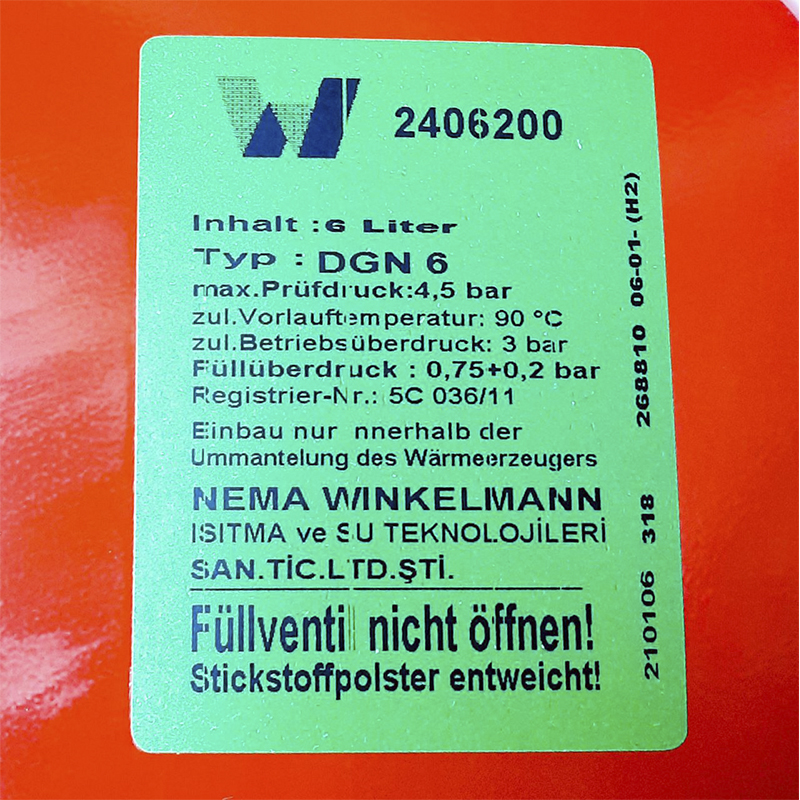 W
2406200
Inhalt :6 Liter
Typ : DGN 6
max.Prüfdruck:4,5 bar
zul.Vorlauftemperatur: 90 °C
zul.Betriebsüberdruck: 3 bar
Füllüberdruck : 0,75+0,2 bar
Registrier-Nr.: 5C 036/11
Einbau nur innerhalb der
Ummantelung des Wärmeerzeugers
NEMA WINKELMANN
ISITMA ve SU TEKNOLOJİLERİ
SAN.TİC.LTD.ŞTİ.
Füllventil nicht öffnen!
Stickstoffpolster entweicht!
210106 318 268810 06-01- (H2)